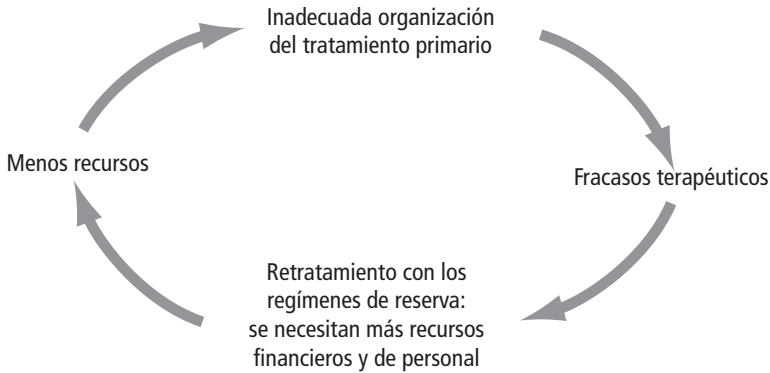 Inadecuada organización
del tratamiento primario
Menos recursos
Fracasos terapéuticos
Retratamiento con los
regímenes de reserva:
se necesitan más recursos
financieros y de personal